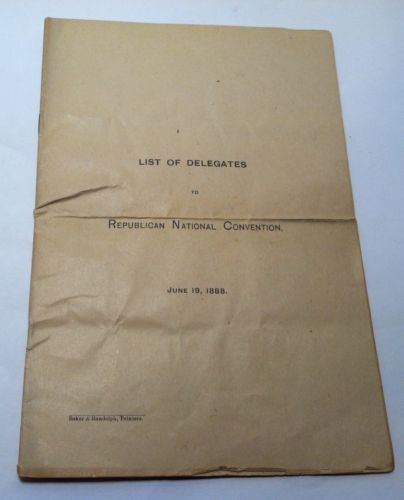 LIST OF DELEGATES
TO
REPUBLICAN NATIONAL CONVENTION,
JUNE 19, 1888.
Baker & Randolph, Printers.